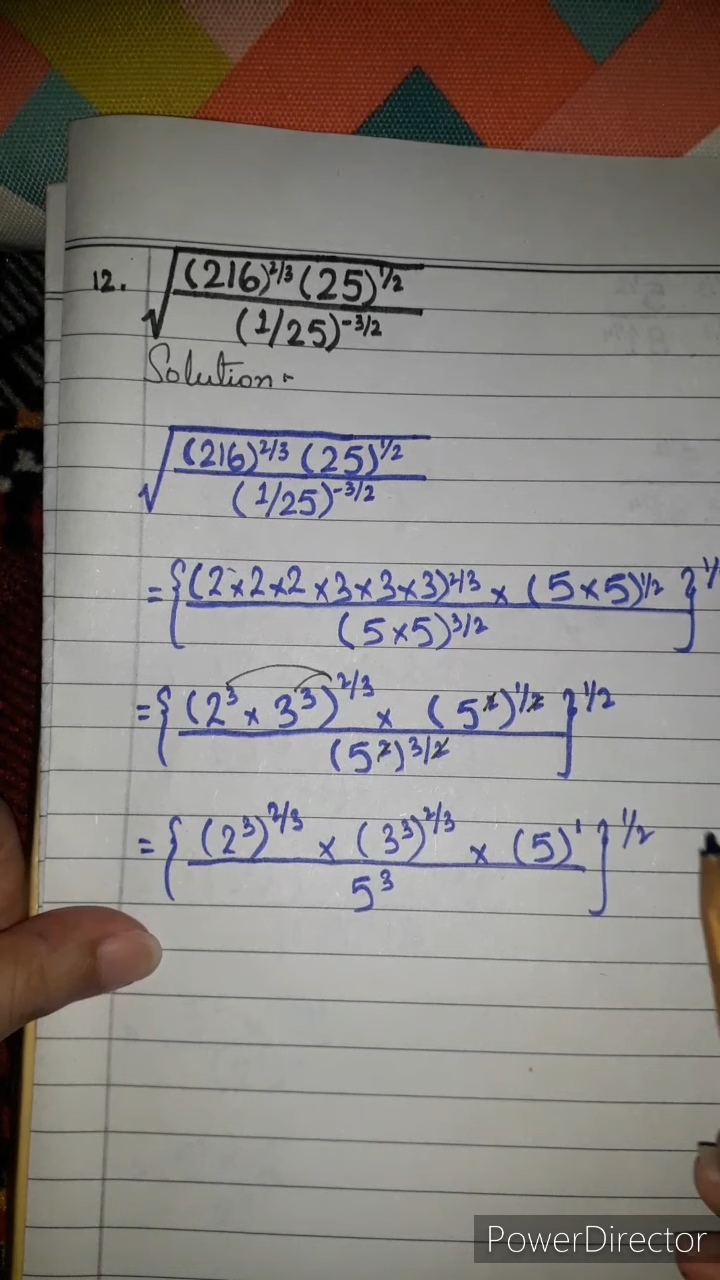 12. √((216)^2/3 (25)^1/2 / (1/25)^-3/2)
Solution:-
√((216)^2/3 (25)^1/2 / (1/25)^-3/2)
= {(2×2×2×3×3×3)^2/3 × (5×5)^1/2 / (5×5)^3/2}^1/
= {(2^3 × 3^3)^2/3 × (5^2)^1/2 / (5^2)^3/2}^1/2
= {(2^3)^2/3 × (3^3)^2/3 × (5)^1 / 5^3}^1/2
PowerDirector